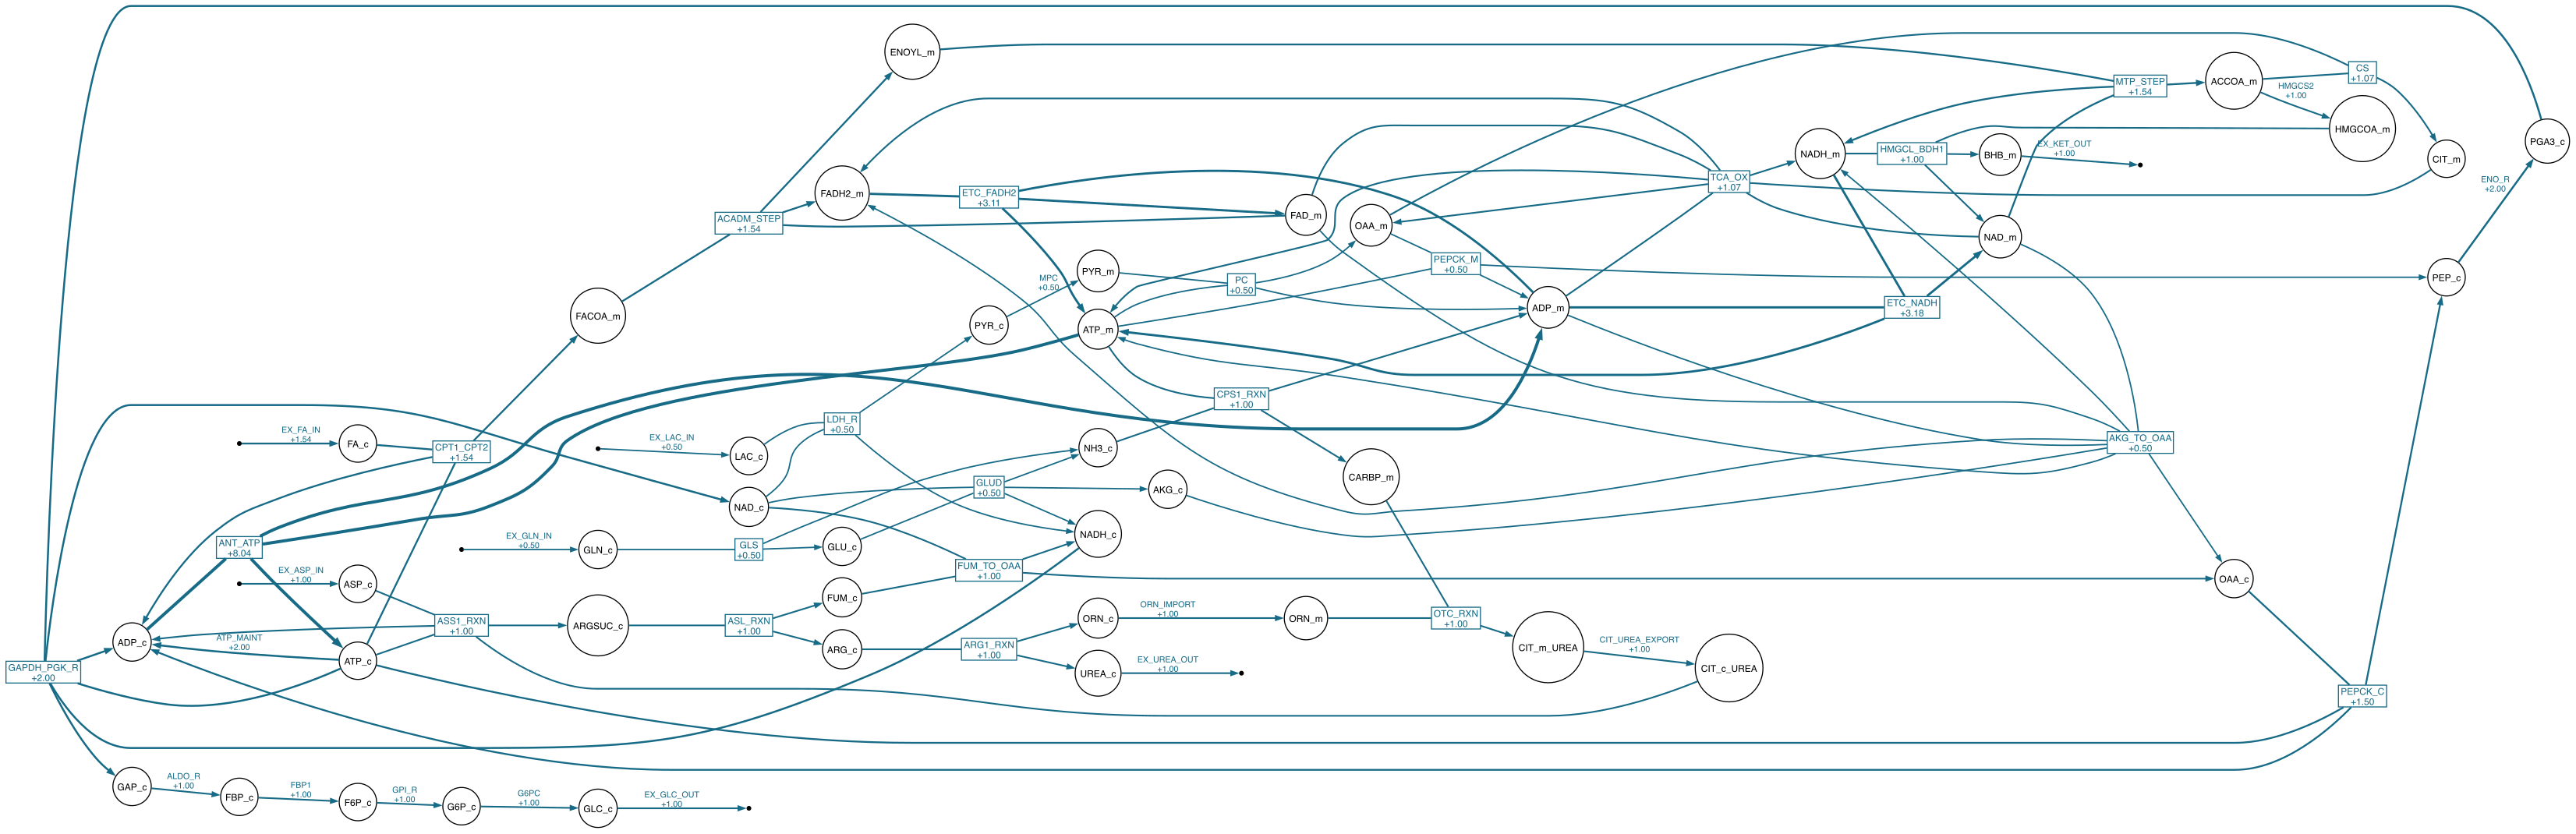 ENOYL_m
MTP_STEP
+1.54
ACCOA_m
CS
+1.07
HMGCS2
+1.00
HMGCOA_m
PGA3_c
NADH_m
HMGCL_BDH1
+1.00
BHB_m
EX_KET_OUT
+1.00
CIT_m
FADH2_m
ETC_FADH2
+3.11
TCA_OX
+1.07
ENO_R
+2.00
ACADM_STEP
+1.54
FAD_m
OAA_m
NAD_m
PYR_m
MPC
+0.50
PC
+0.50
PEPCK_M
+0.50
PEP_c
FACOA_m
PYR_c
ATP_m
ADP_m
ETC_NADH
+3.18
CPS1_RXN
+1.00
LDH_R
+0.50
EX_FA_IN
+1.54
FA_c
CPT1_CPT2
+1.54
EX_LAC_IN
+0.50
LAC_c
NH3_c
AKG_TO_OAA
+0.50
CARBP_m
GLUD
+0.50
AKG_c
NAD_c
ANT_ATP
+8.04
EX_GLN_IN
+0.50
GLN_c
GLS
+0.50
GLU_c
NADH_c
EX_ASP_IN
+1.00
ASP_c
FUM_TO_OAA
+1.00
OAA_c
FUM_c
ASS1_RXN
+1.00
ARGSUC_c
ASL_RXN
+1.00
ORN_c
ORN_IMPORT
+1.00
ORN_m
OTC_RXN
+1.00
ADP_c
ATP_MAINT
+2.00
ATP_c
ARG_c
ARG1_RXN
+1.00
CIT_m_UREA
CIT_UREA_EXPORT
+1.00
CIT_c_UREA
GAPDH_PGK_R
+2.00
UREA_c
EX_UREA_OUT
+1.00
PEPCK_C
+1.50
GAP_c
ALDO_R
+1.00
FBP_c
FBP1
+1.00
F6P_c
GPI_R
+1.00
G6P_c
G6PC
+1.00
GLC_c
EX_GLC_OUT
+1.00